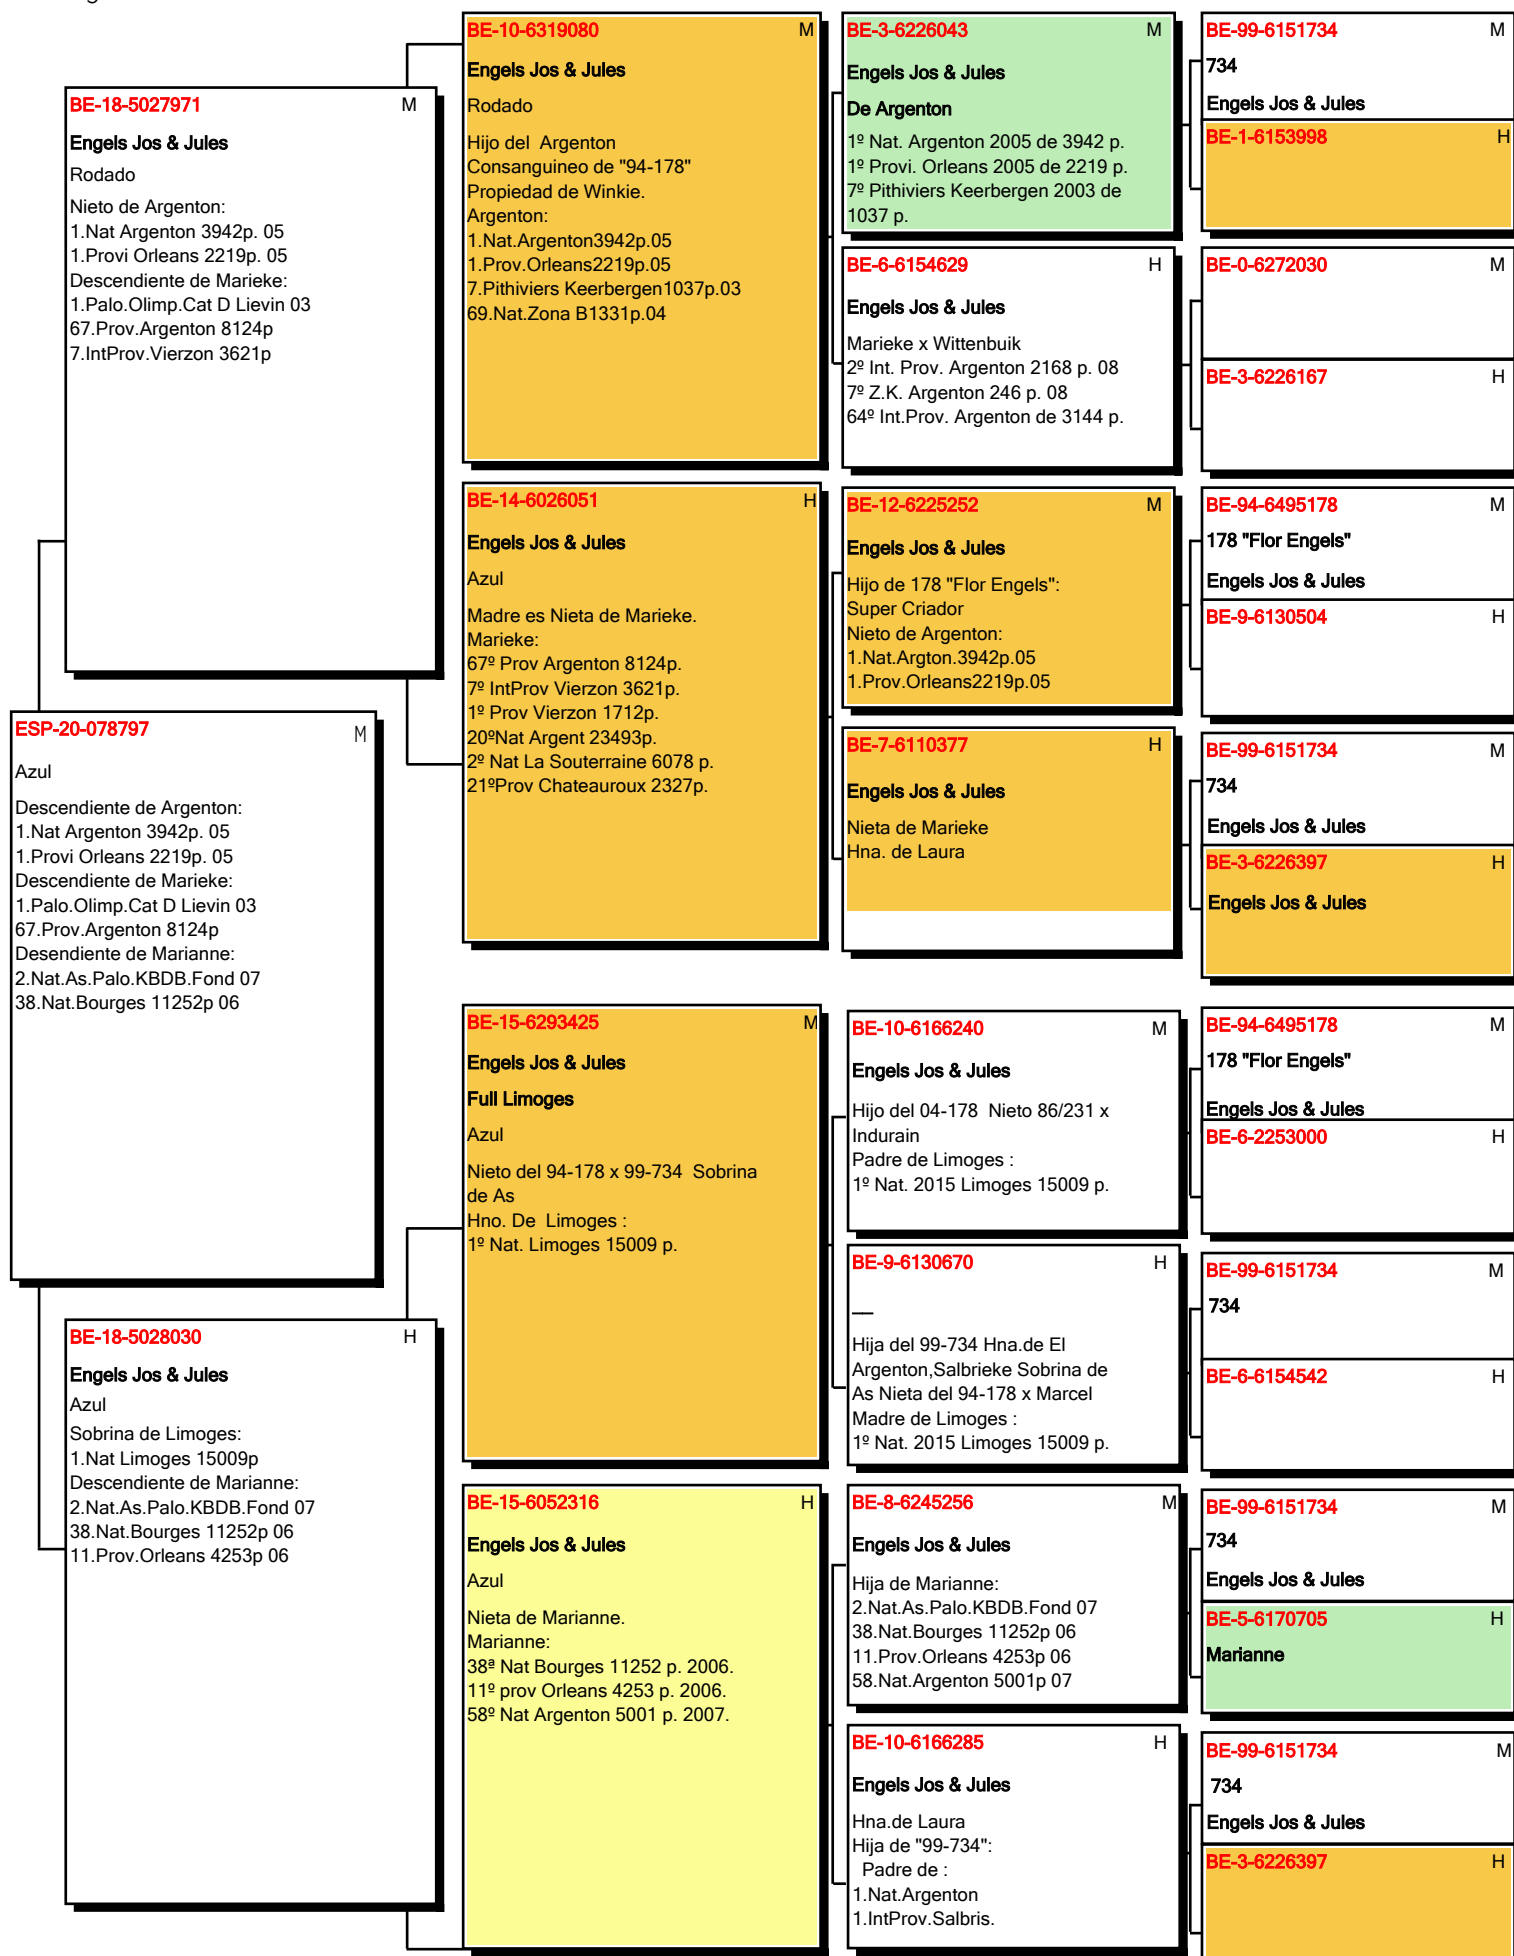 BE-18-5027971 M
Engels Jos & Jules
Rodado
Nieto de Argenton:
1.Nat Argenton 3942p. 05
1.Provi Orleans 2219p. 05
Descendiente de Marieke:
1.Palo.Olimp.Cat D Lievin 03
67.Prov.Argenton 8124p
7.IntProv.Vierzon 3621p
ESP-20-078797 M
Azul
Descendiente de Argenton:
1.Nat Argenton 3942p. 05
1.Provi Orleans 2219p. 05
Descendiente de Marieke:
1.Palo.Olimp.Cat D Lievin 03
67.Prov.Argenton 8124p
Desendiente de Marianne:
2.Nat.As.Palo.KBDB.Fond 07
38.Nat.Bourges 11252p 06
BE-18-5028030 H
Engels Jos & Jules
Azul
Sobrina de Limoges:
1.Nat Limoges 15009p
Descendiente de Marianne:
2.Nat.As.Palo.KBDB.Fond 07
38.Nat.Bourges 11252p 06
11.Prov.Orleans 4253p 06
BE-10-6319080 M
Engels Jos & Jules
Rodado
Hijo del Argenton
Consanguineo de "94-178"
Propiedad de Winkie.
Argenton:
1.Nat.Argenton3942p.05
1.Prov.Orleans2219p.05
7.Pithiviers Keerbergen1037p.03
69.Nat.Zona B1331p.04
BE-14-6026051 H
Engels Jos & Jules
Azul
Madre es Nieta de Marieke.
Marieke:
67º Prov Argenton 8124p.
7º IntProv Vierzon 3621p.
1º Prov Vierzon 1712p.
20ºNat Argent 23493p.
2º Nat La Souterraine 6078 p.
21ºProv Chateauroux 2327p.
BE-15-6293425 M
Engels Jos & Jules
Full Limoges
Azul
Nieto del 94-178 x 99-734 Sobrina
de As
Hno. De Limoges :
1º Nat. Limoges 15009 p.
BE-15-6052316 H
Engels Jos & Jules
Azul
Nieta de Marianne.
Marianne:
38ª Nat Bourges 11252 p. 2006.
11º prov Orleans 4253 p. 2006.
58º Nat Argenton 5001 p. 2007.
BE-3-6226043 M
Engels Jos & Jules
De Argenton
1º Nat. Argenton 2005 de 3942 p.
1º Provi. Orleans 2005 de 2219 p.
7º Pithiviers Keerbergen 2003 de
1037 p.
BE-6-6154629 H
Engels Jos & Jules
Marieke x Wittenbuik
2º Int. Prov. Argenton 2168 p. 08
7º Z.K. Argenton 246 p. 08
64º Int.Prov. Argenton de 3144 p.
BE-12-6225252 M
Engels Jos & Jules
Hijo de 178 "Flor Engels":
Super Criador
Nieto de Argenton:
1.Nat.Argton.3942p.05
1.Prov.Orleans2219p.05
BE-7-6110377 H
Engels Jos & Jules
Nieta de Marieke
Hna. de Laura
BE-10-6166240 M
Engels Jos & Jules
Hijo del 04-178 Nieto 86/231 x
Indurain
Padre de Limoges :
1º Nat. 2015 Limoges 15009 p.
BE-9-6130670 H
__
Hija del 99-734 Hna.de El
Argenton,Salbrieke Sobrina de
As Nieta del 94-178 x Marcel
Madre de Limoges :
1º Nat. 2015 Limoges 15009 p.
BE-8-6245256 M
Engels Jos & Jules
Hija de Marianne:
2.Nat.As.Palo.KBDB.Fond 07
38.Nat.Bourges 11252p 06
11.Prov.Orleans 4253p 06
58.Nat.Argenton 5001p 07
BE-10-6166285 H
Engels Jos & Jules
Hna.de Laura
Hija de "99-734":
Padre de :
1.Nat.Argenton
1.IntProv.Salbris.
BE-99-6151734 M
734
Engels Jos & Jules
BE-1-6153998 H
BE-0-6272030 M
BE-3-6226167 H
BE-94-6495178 M
178 "Flor Engels"
Engels Jos & Jules
BE-9-6130504 H
BE-99-6151734 M
734
Engels Jos & Jules
BE-3-6226397 H
Engels Jos & Jules
BE-94-6495178 M
178 "Flor Engels"
Engels Jos & Jules
BE-6-2253000 H
BE-99-6151734 M
734
BE-6-6154542 H
BE-99-6151734 M
734
Engels Jos & Jules
BE-5-6170705 H
Marianne
BE-99-6151734 M
734
Engels Jos & Jules
BE-3-6226397 H